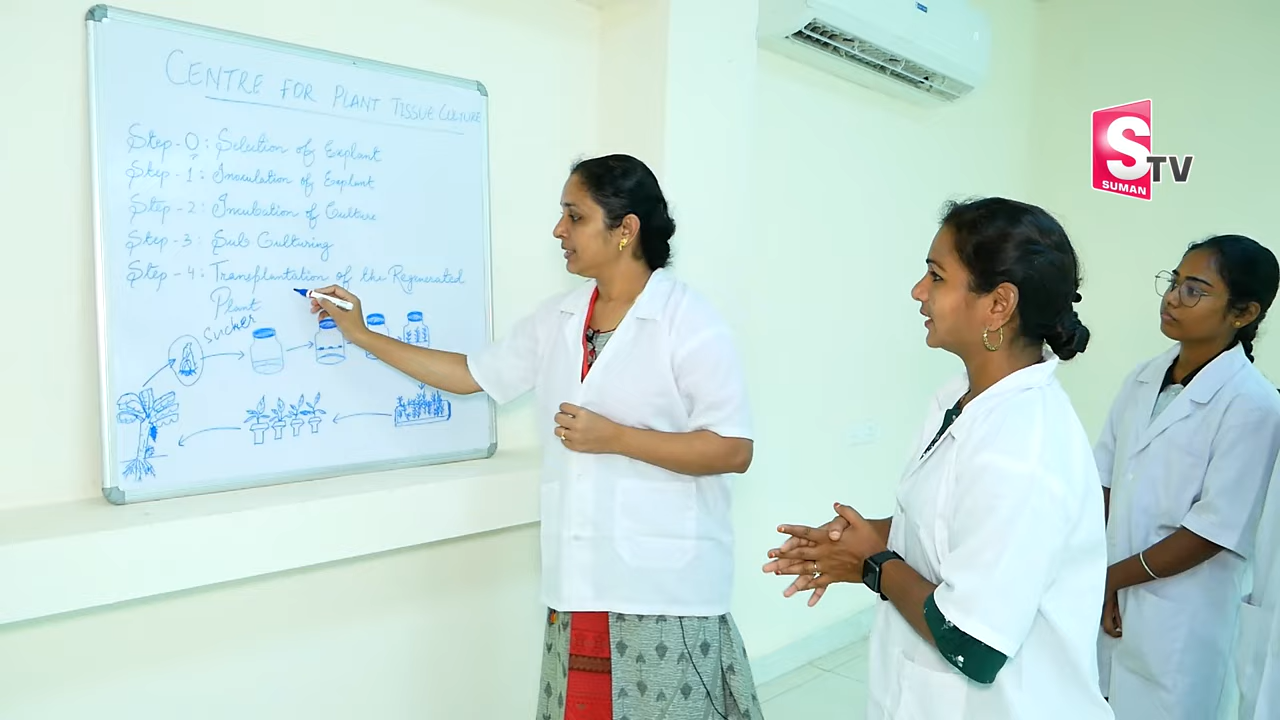 CENTRE FOR PLANT TISSUE CULTURE
Step-0: Selection of Explant
Step-1: Inoculation of Explant
Step-2: Incubation of Culture
Step-3: Sub Culturing
Step-4: Transplantation of the Regenerated
Plant
sucker
S TV
SUMAN